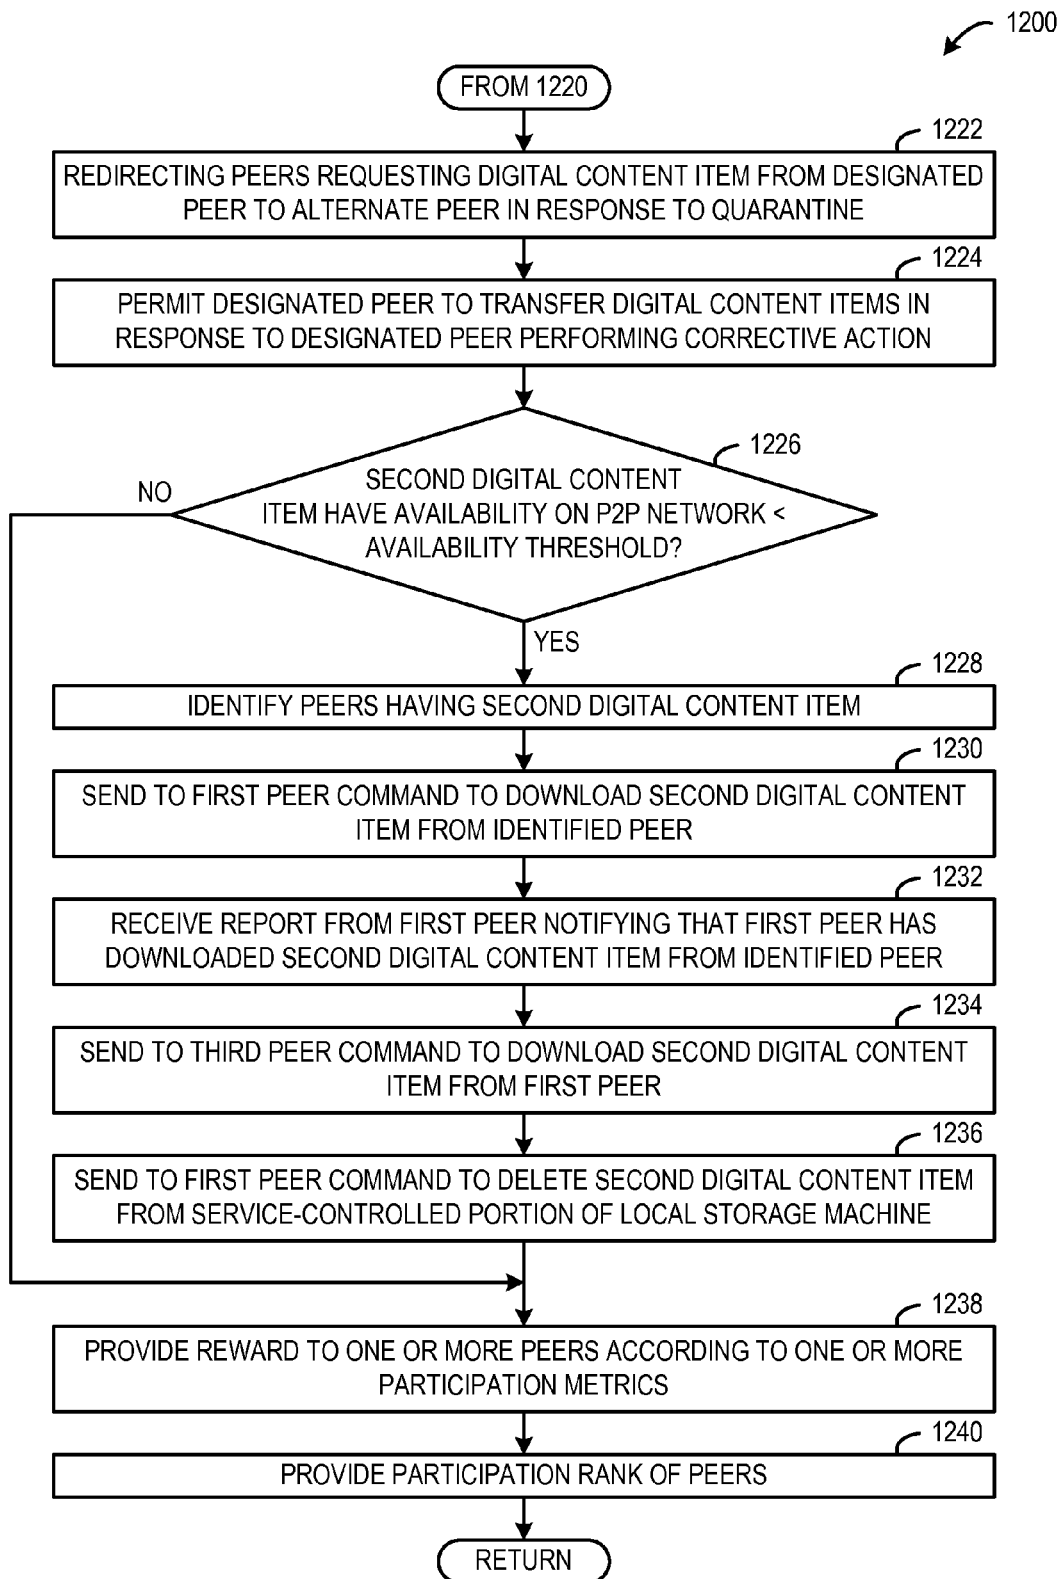 1200
FROM 1220
1222
REDIRECTING PEERS REQUESTING DIGITAL CONTENT ITEM FROM DESIGNATED
PEER TO ALTERNATE PEER IN RESPONSE TO QUARANTINE
1224
PERMIT DESIGNATED PEER TO TRANSFER DIGITAL CONTENT ITEMS IN
RESPONSE TO DESIGNATED PEER PERFORMING CORRECTIVE ACTION
1226
SECOND DIGITAL CONTENT
ITEM HAVE AVAILABILITY ON P2P NETWORK <
AVAILABILITY THRESHOLD?
NO
YES
1228
IDENTIFY PEERS HAVING SECOND DIGITAL CONTENT ITEM
1230
SEND TO FIRST PEER COMMAND TO DOWNLOAD SECOND DIGITAL CONTENT
ITEM FROM IDENTIFIED PEER
1232
RECEIVE REPORT FROM FIRST PEER NOTIFYING THAT FIRST PEER HAS
DOWNLOADED SECOND DIGITAL CONTENT ITEM FROM IDENTIFIED PEER
1234
SEND TO THIRD PEER COMMAND TO DOWNLOAD SECOND DIGITAL CONTENT
ITEM FROM FIRST PEER
1236
SEND TO FIRST PEER COMMAND TO DELETE SECOND DIGITAL CONTENT ITEM
FROM SERVICE-CONTROLLED PORTION OF LOCAL STORAGE MACHINE
1238
PROVIDE REWARD TO ONE OR MORE PEERS ACCORDING TO ONE OR MORE
PARTICIPATION METRICS
1240
PROVIDE PARTICIPATION RANK OF PEERS
RETURN